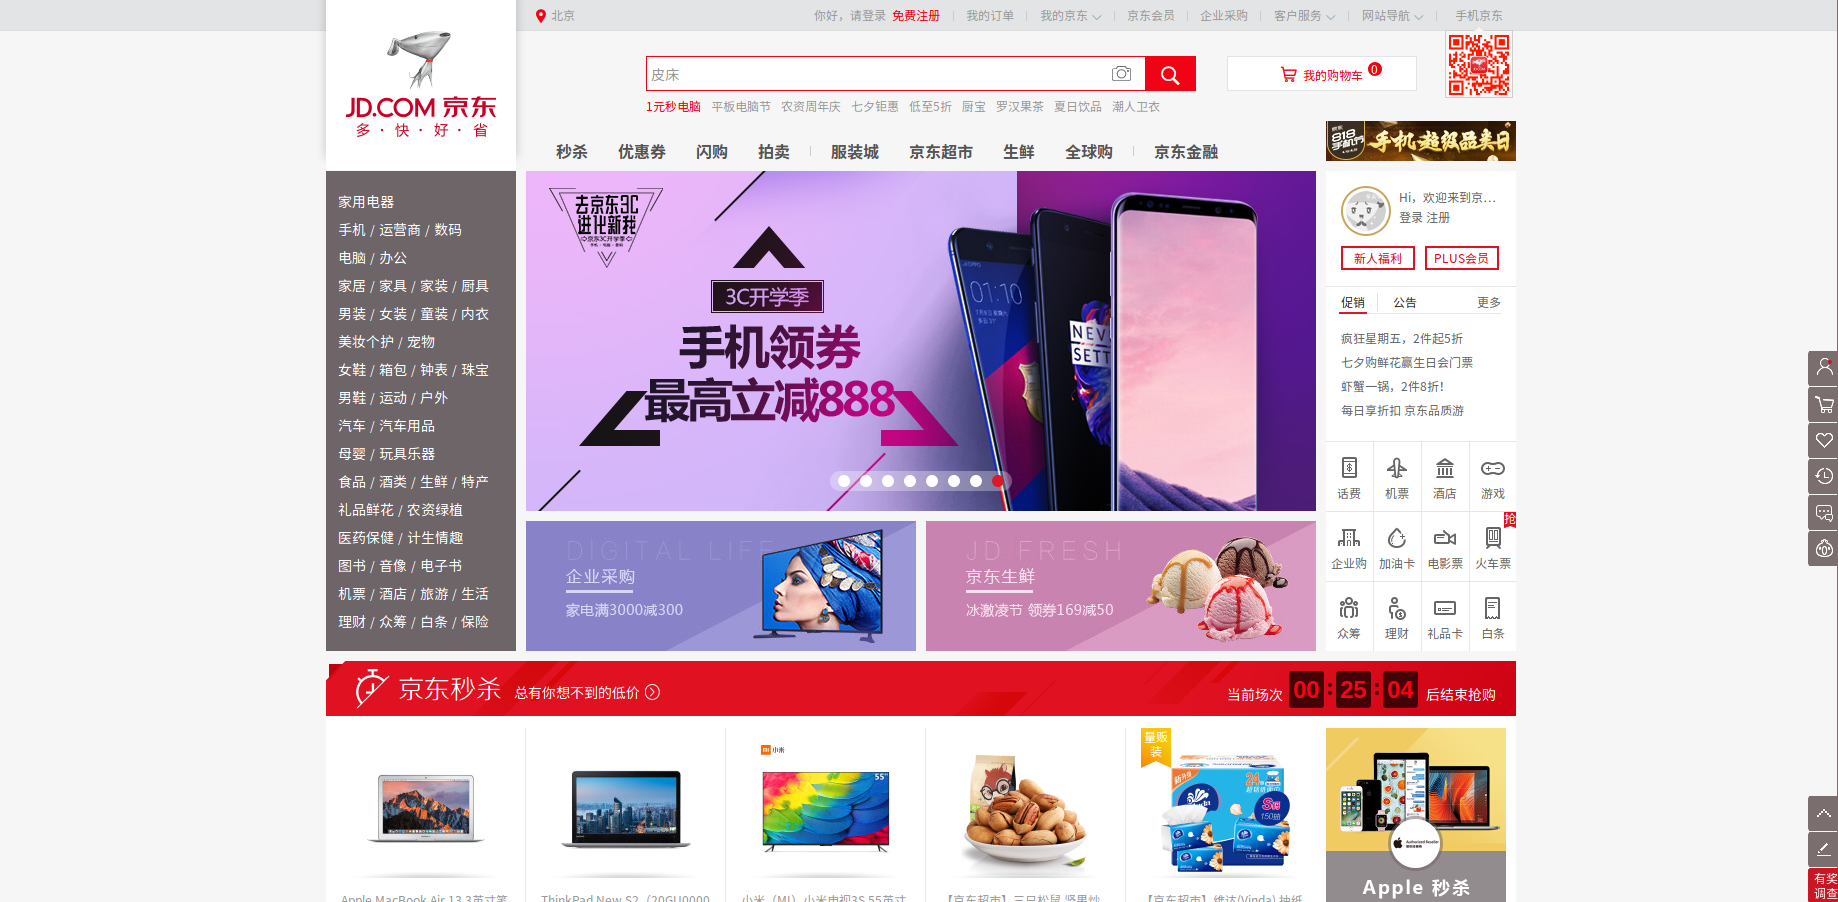 北京
你好，请登录 免费注册
我的订单
我的京东
京东会员
企业采购
客户服务
网站导航
手机京东
JD.COM 京东
多·快·好·省
皮床
我的购物车 0
1元秒电脑 平板电脑节 农资周年庆 七夕钜惠 低至5折 厨宝 罗汉果茶 夏日饮品 潮人卫衣
秒杀 优惠券 闪购 拍卖 服装城 京东超市 生鲜 全球购 京东金融
818
手机超级品类日
家用电器
手机 / 运营商 / 数码
电脑 / 办公
家居 / 家具 / 家装 / 厨具
男装 / 女装 / 童装 / 内衣
美妆个护 / 宠物
女鞋 / 箱包 / 钟表 / 珠宝
男鞋 / 运动 / 户外
汽车 / 汽车用品
母婴 / 玩具乐器
食品 / 酒类 / 生鲜 / 特产
礼品鲜花 / 农资绿植
医药保健 / 计生情趣
图书 / 音像 / 电子书
机票 / 酒店 / 旅游 / 生活
理财 / 众筹 / 白条 / 保险
去京东3C
进化新我
京东3C开学季
3C开学季
手机领券
最高立减888
01:10
NEVER
SETT
DIGITAL LIFE
企业采购
家电满3000减300
JD FRESH
京东生鲜
冰激凌节 领券169减50
Hi，欢迎来到京...
登录 注册
新人福利
PLUS会员
促销 公告 更多
疯狂星期五，2件起5折
七夕购鲜花赢生日会门票
虾蟹一锅，2件8折！
每日享折扣 京东品质游
话费 机票 酒店 游戏
抢
企业购 加油卡 电影票 火车票
众筹 理财 礼品卡 白条
京东秒杀 总有你想不到的低价
当前场次 00 : 25 : 04 后结束抢购
小米
55"
量贩装
Apple 秒杀
Apple MacBook Air 13.3英寸笔
ThinkPad New S2（20GU0000
小米（MI）小米电视3S 55英寸
【京东超市】三只松鼠 坚果炒
【京东超市】维达(Vinda) 抽纸
有奖
调查